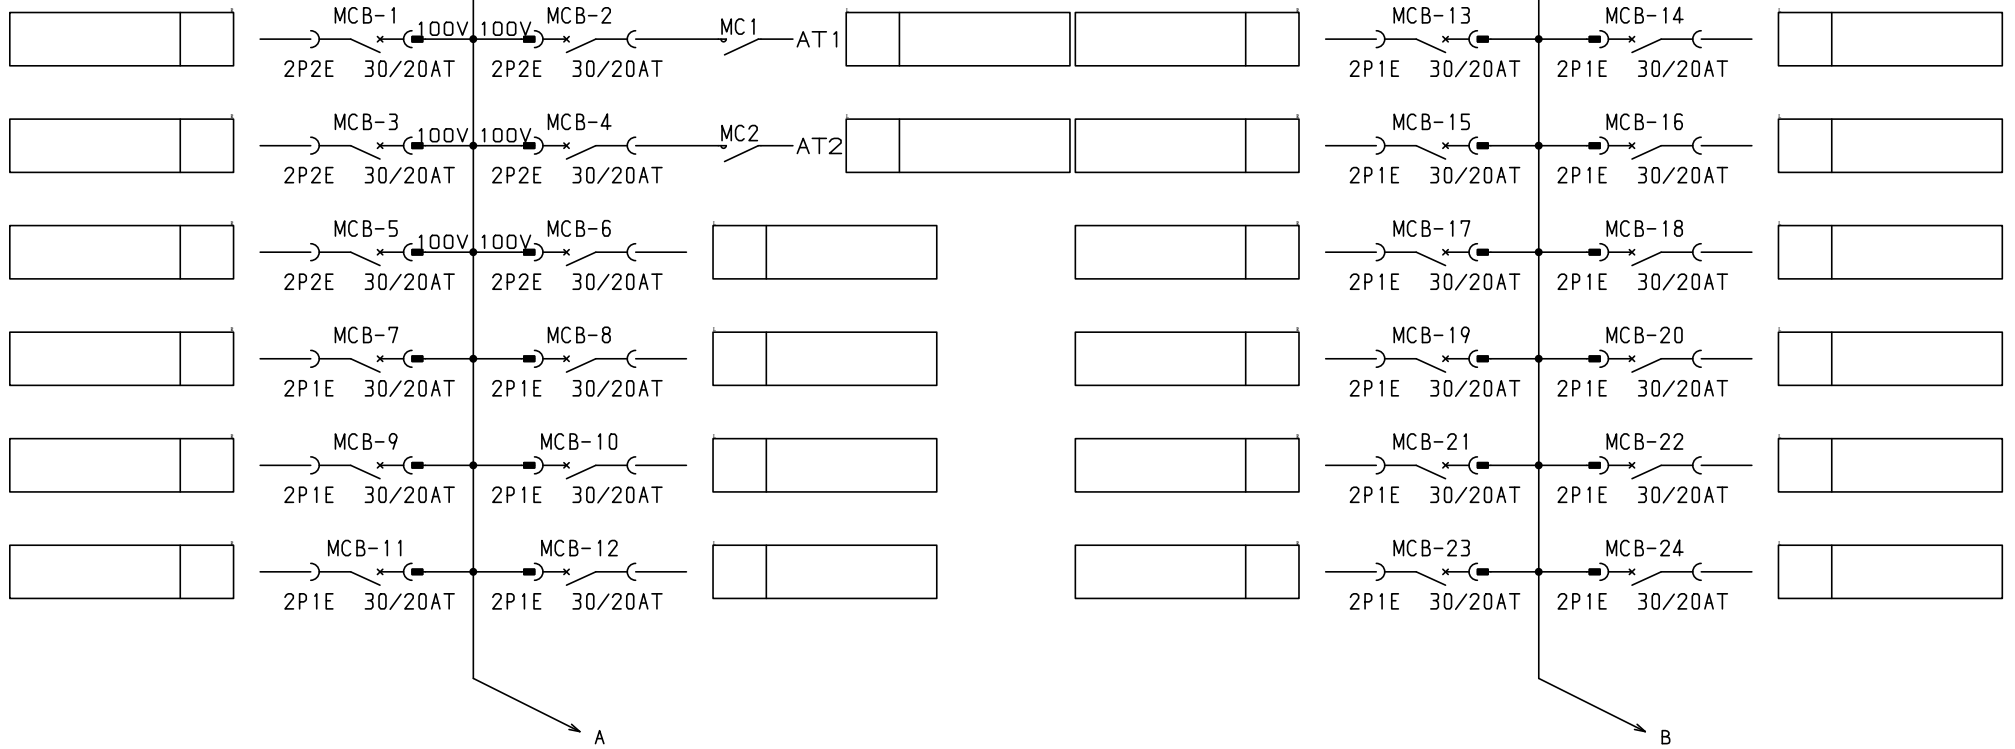 MCB-1 100V 100V MCB-2 MC1 AT1 MCB-13 MCB-14
2P2E 30/20AT 2P2E 30/20AT 2P1E 30/20AT 2P1E 30/20AT
MCB-3 100V 100V MCB-4 MC2 AT2 MCB-15 MCB-16
2P2E 30/20AT 2P2E 30/20AT 2P1E 30/20AT 2P1E 30/20AT
MCB-5 100V 100V MCB-6 MCB-17 MCB-18
2P2E 30/20AT 2P2E 30/20AT 2P1E 30/20AT 2P1E 30/20AT
MCB-7 MCB-8 MCB-19 MCB-20
2P1E 30/20AT 2P1E 30/20AT 2P1E 30/20AT 2P1E 30/20AT
MCB-9 MCB-10 MCB-21 MCB-22
2P1E 30/20AT 2P1E 30/20AT 2P1E 30/20AT 2P1E 30/20AT
MCB-11 MCB-12 MCB-23 MCB-24
2P1E 30/20AT 2P1E 30/20AT 2P1E 30/20AT 2P1E 30/20AT
A B